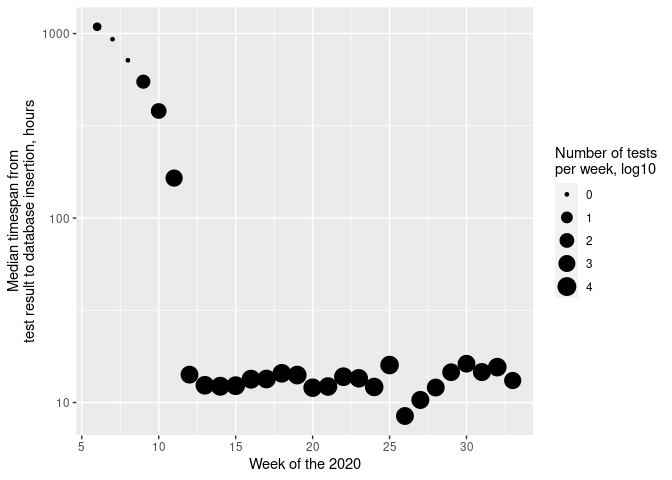 1000
100
10
5
10
15
20
25
30
Week of the 2020
Median timespan from
test result to database insertion, hours
Number of tests
per week, log10
0
1
2
3
4